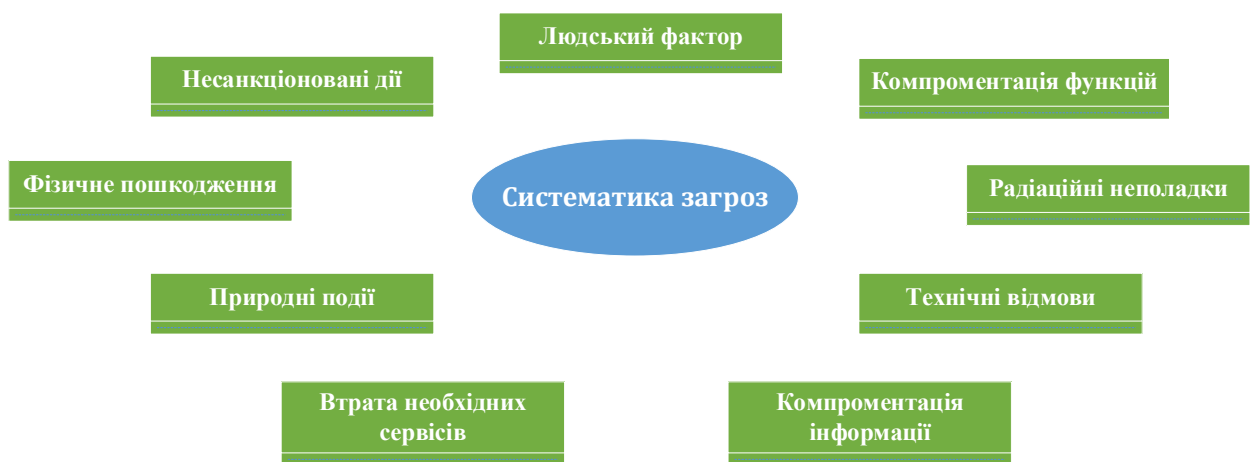 Людський фактор
Несанкціоновані дії
Компроментація функцій
Фізичне пошкодження
Систематика загроз
Радіаційні неполадки
Природні події
Технічні відмови
Втрата необхідних
сервісів
Компроментація
інформації